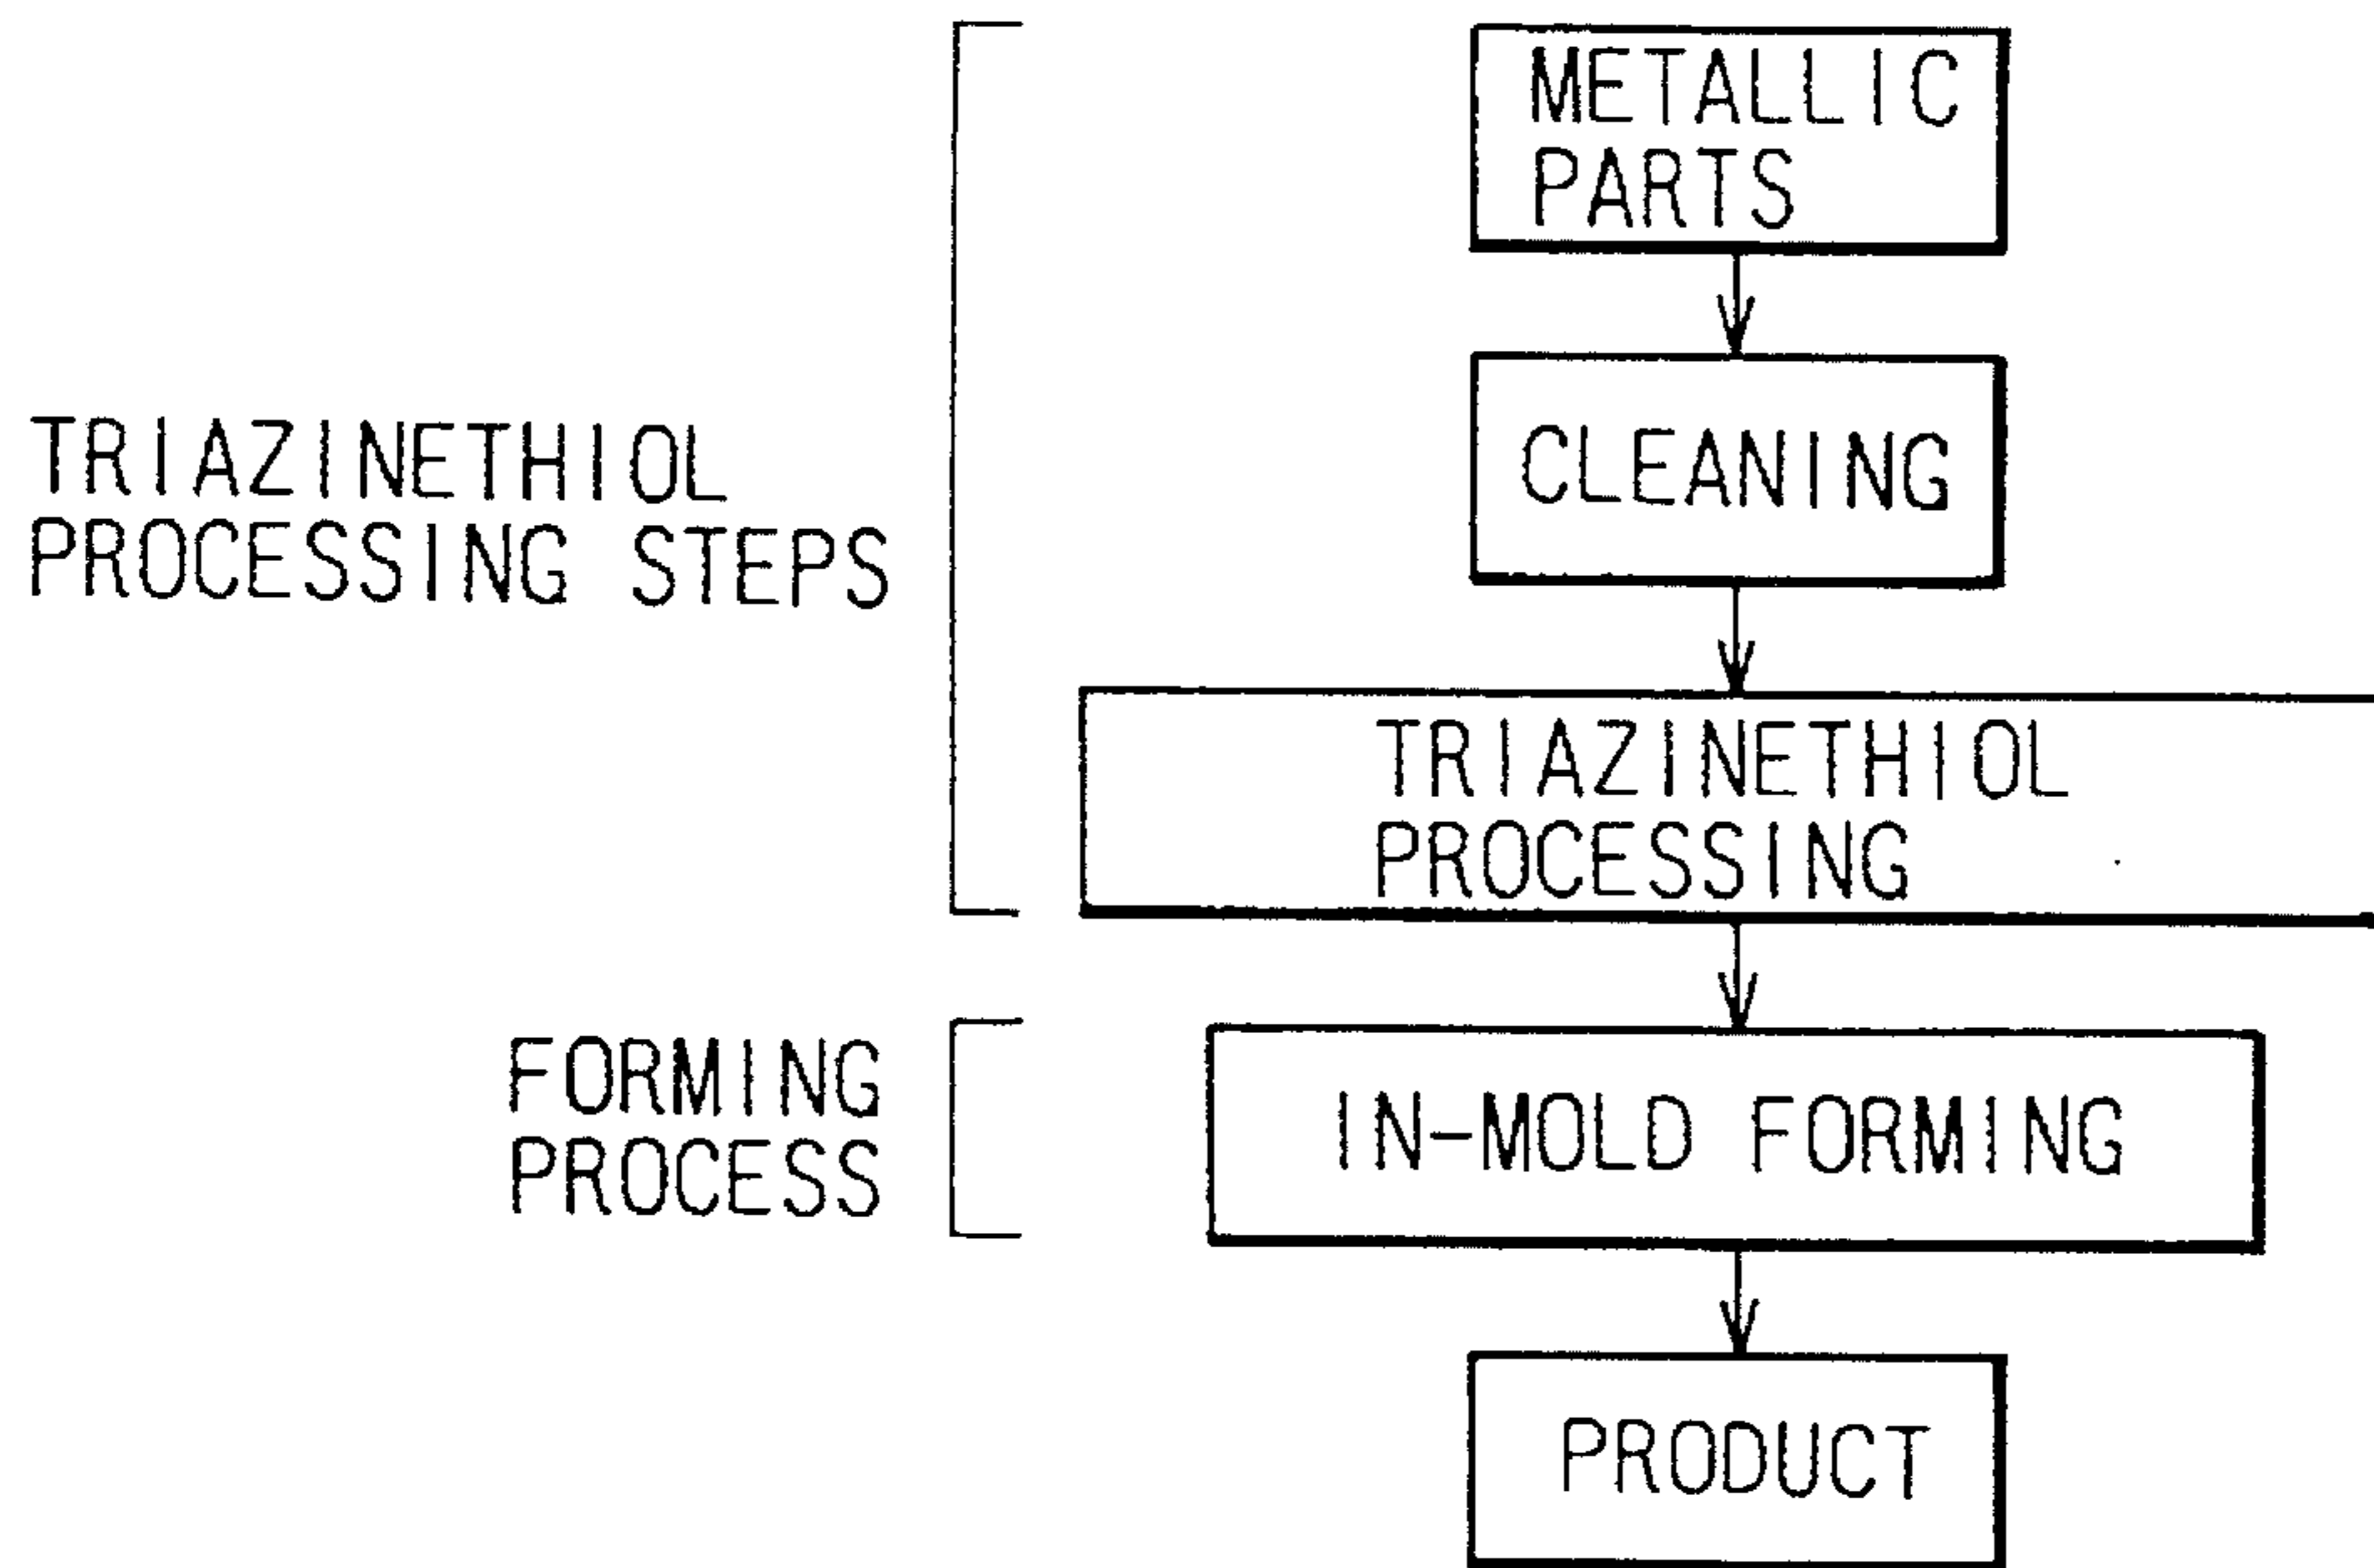 METALLIC
PARTS
CLEANING
TRIAZINETHIOL
PROCESSING STEPS
TRIAZINETHIOL
PROCESSING
FORMING
PROCESS
IN-MOLD FORMING
PRODUCT